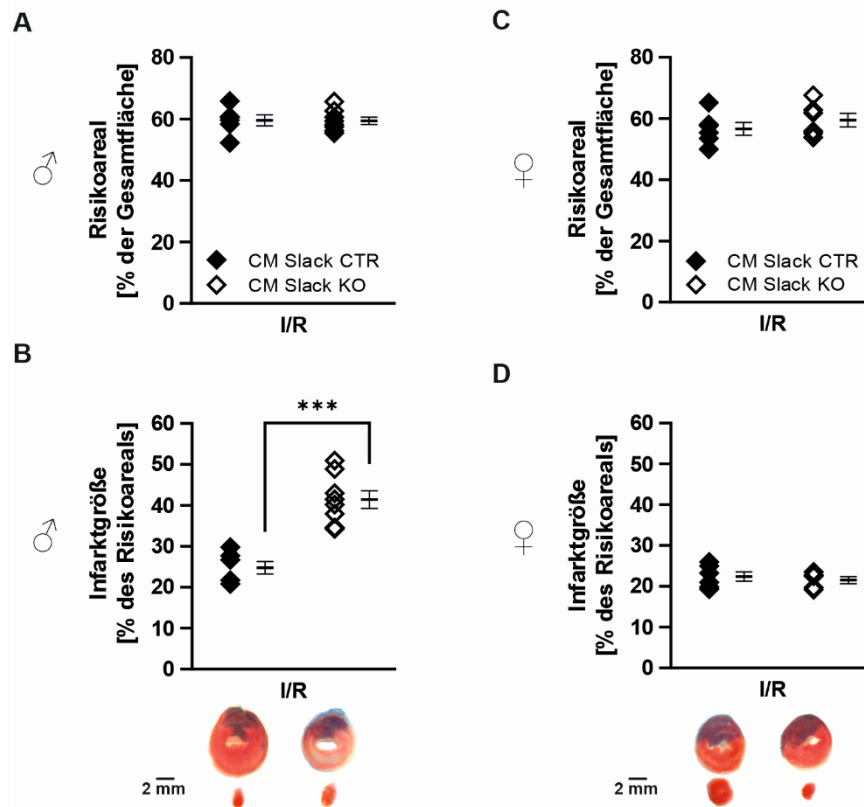 A
Risikoareal
[% der Gesamtfläche]
80
60
40
20
0
♂
CM Slack CTR
CM Slack KO
I/R
B
Infarktgröße
[% des Risikoareals]
60
50
40
30
20
10
0
♂
***
I/R
2 mm
C
Risikoareal
[% der Gesamtfläche]
80
60
40
20
0
♀
CM Slack CTR
CM Slack KO
I/R
D
Infarktgröße
[% des Risikoareals]
60
50
40
30
20
10
0
♀
I/R
2 mm